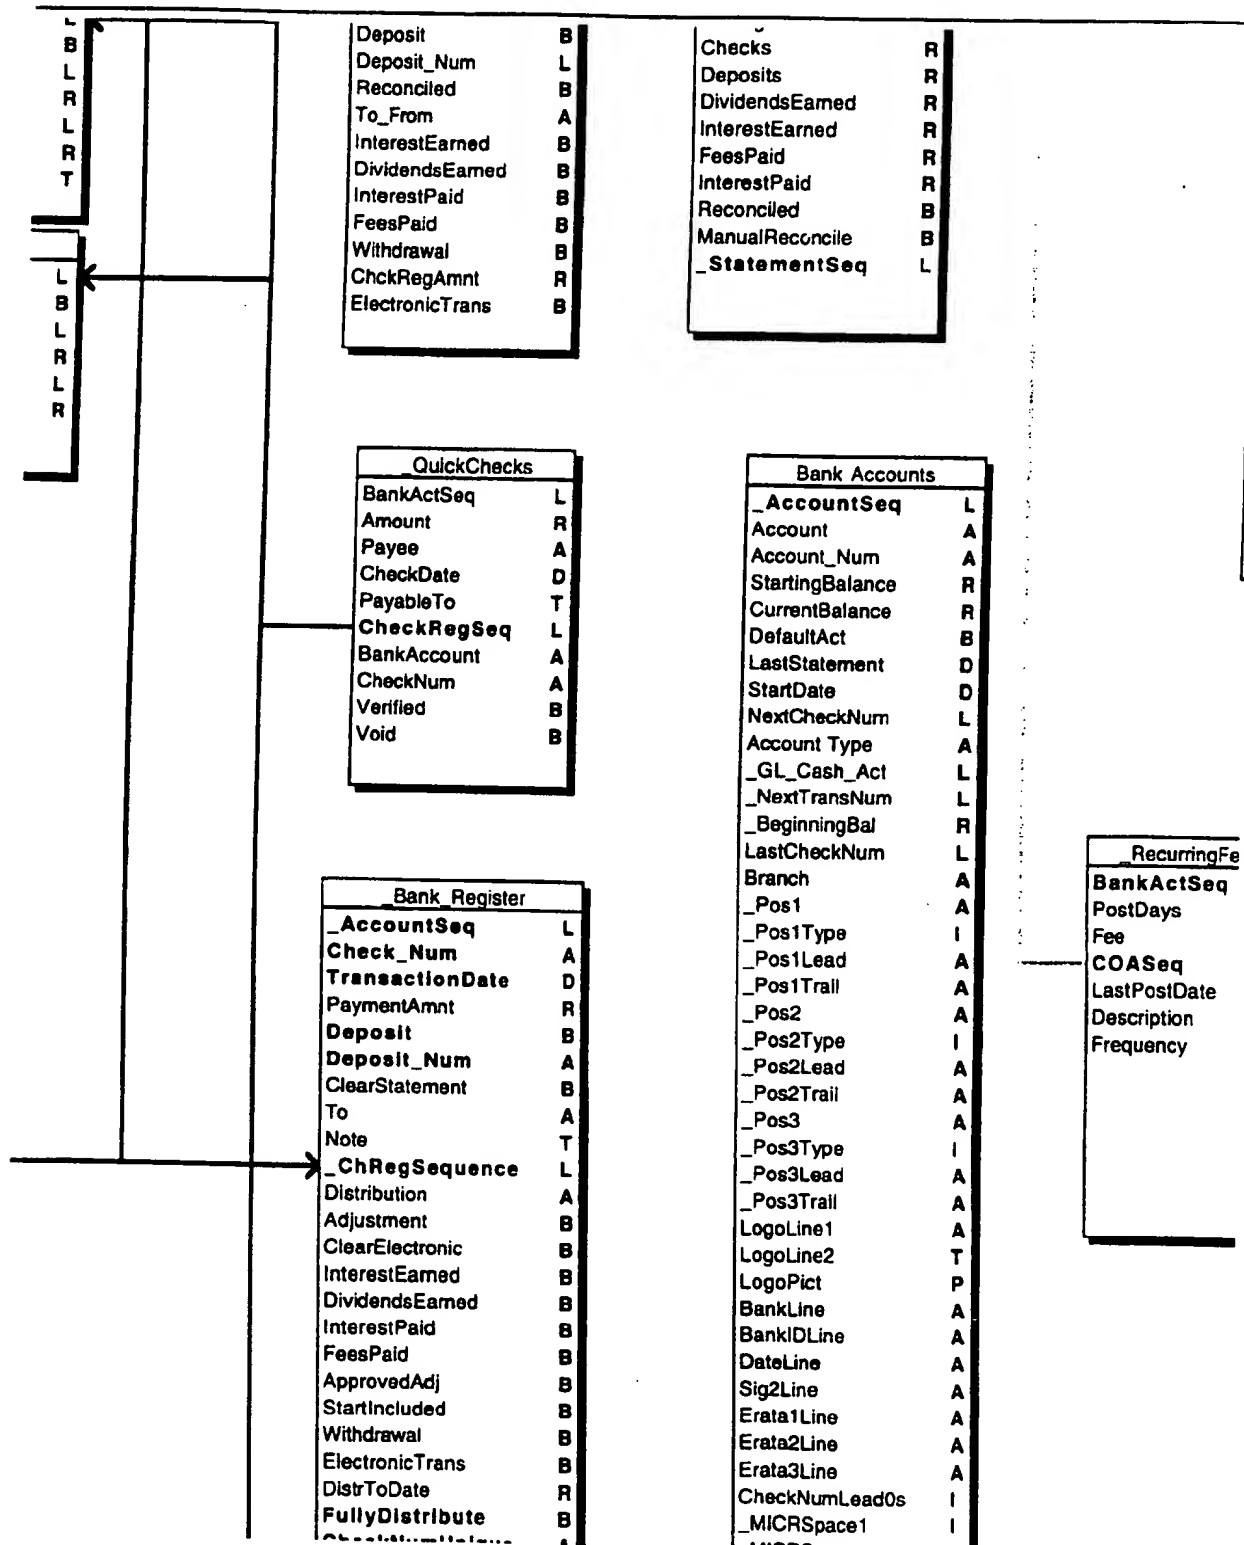 L
B
L
R
L
R
T
L
B
L
R
L
R
Deposit B
Deposit_Num L
Reconciled B
To_From A
InterestEarned B
DividendsEarned B
InterestPaid B
FeesPaid B
Withdrawal B
ChckRegAmnt R
ElectronicTrans B
Checks R
Deposits R
DividendsEarned R
InterestEarned R
FeesPaid R
InterestPaid R
Reconciled B
ManualReconcile B
_StatementSeq L
_QuickChecks
BankActSeq L
Amount R
Payee A
CheckDate D
PayableTo T
CheckRegSeq L
BankAccount A
CheckNum A
Verified B
Void B
_Bank_Register
_AccountSeq L
Check_Num A
TransactionDate D
PaymentAmnt R
Deposit B
Deposit_Num A
ClearStatement B
To A
Note T
_ChRegSequence L
Distribution A
Adjustment B
ClearElectronic B
InterestEarned B
DividendsEarned B
InterestPaid B
FeesPaid B
ApprovedAdj B
StartIncluded B
Withdrawal B
ElectronicTrans B
DistrToDate R
FullyDistribute B
Bank Accounts
_AccountSeq L
Account A
Account_Num A
StartingBalance R
CurrentBalance R
DefaultAct B
LastStatement D
StartDate D
NextCheckNum L
Account Type A
_GL_Cash_Act L
_NextTransNum L
_BeginningBal R
LastCheckNum L
Branch A
_Pos1 A
_Pos1Type I
_Pos1Lead A
_Pos1Trail A
_Pos2 A
_Pos2Type I
_Pos2Lead A
_Pos2Trail A
_Pos3 A
_Pos3Type I
_Pos3Lead A
_Pos3Trail A
LogoLine1 A
LogoLine2 T
LogoPict P
BankLine A
BankIDLine A
DateLine A
Sig2Line A
Erata1Line A
Erata2Line A
Erata3Line A
CheckNumLead0s I
_MICRSpace1 I
_RecurringFe
BankActSeq
PostDays
Fee
COASeq
LastPostDate
Description
Frequency